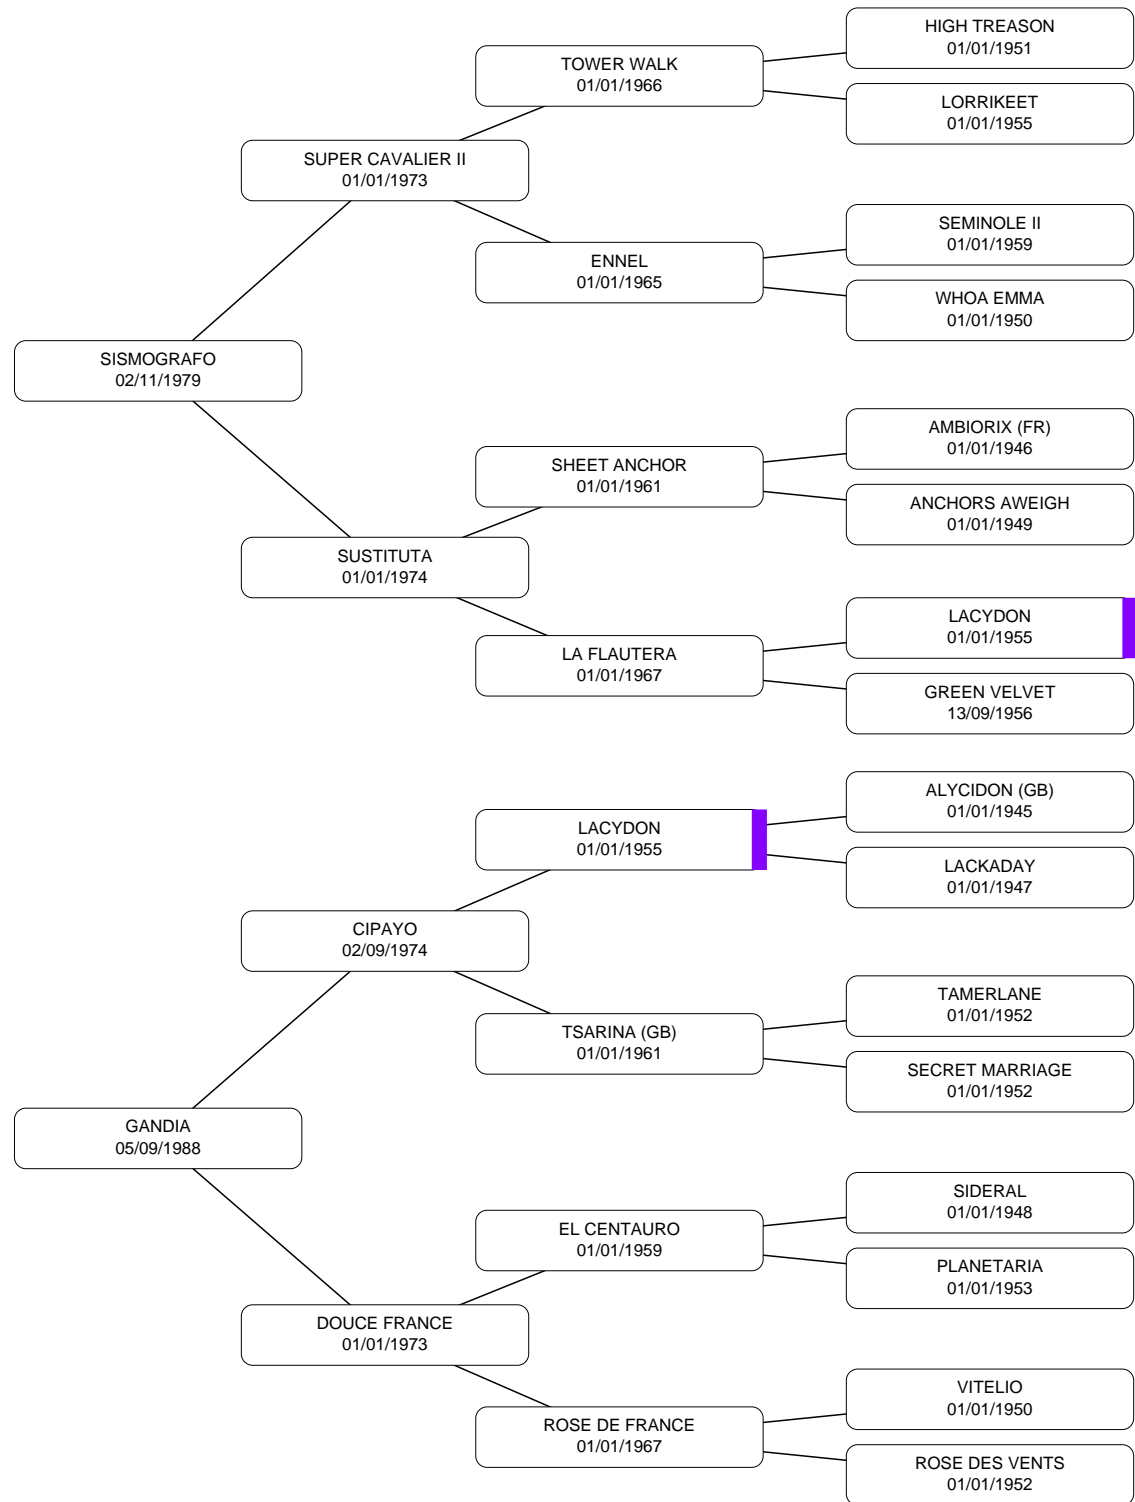 HIGH TREASON
01/01/1951
TOWER WALK
01/01/1966
LORRIKEET
01/01/1955
SUPER CAVALIER II
01/01/1973
SEMINOLE II
01/01/1959
ENNEL
01/01/1965
WHOA EMMA
01/01/1950
SISMOGRAFO
02/11/1979
AMBIORIX (FR)
01/01/1946
SHEET ANCHOR
01/01/1961
ANCHORS AWEIGH
01/01/1949
SUSTITUTA
01/01/1974
LACYDON
01/01/1955
LA FLAUTERA
01/01/1967
GREEN VELVET
13/09/1956
ALYCIDON (GB)
01/01/1945
LACYDON
01/01/1955
LACKADAY
01/01/1947
CIPAYO
02/09/1974
TAMERLANE
01/01/1952
TSARINA (GB)
01/01/1961
SECRET MARRIAGE
01/01/1952
GANDIA
05/09/1988
SIDERAL
01/01/1948
EL CENTAURO
01/01/1959
PLANETARIA
01/01/1953
DOUCE FRANCE
01/01/1973
VITELIO
01/01/1950
ROSE DE FRANCE
01/01/1967
ROSE DES VENTS
01/01/1952